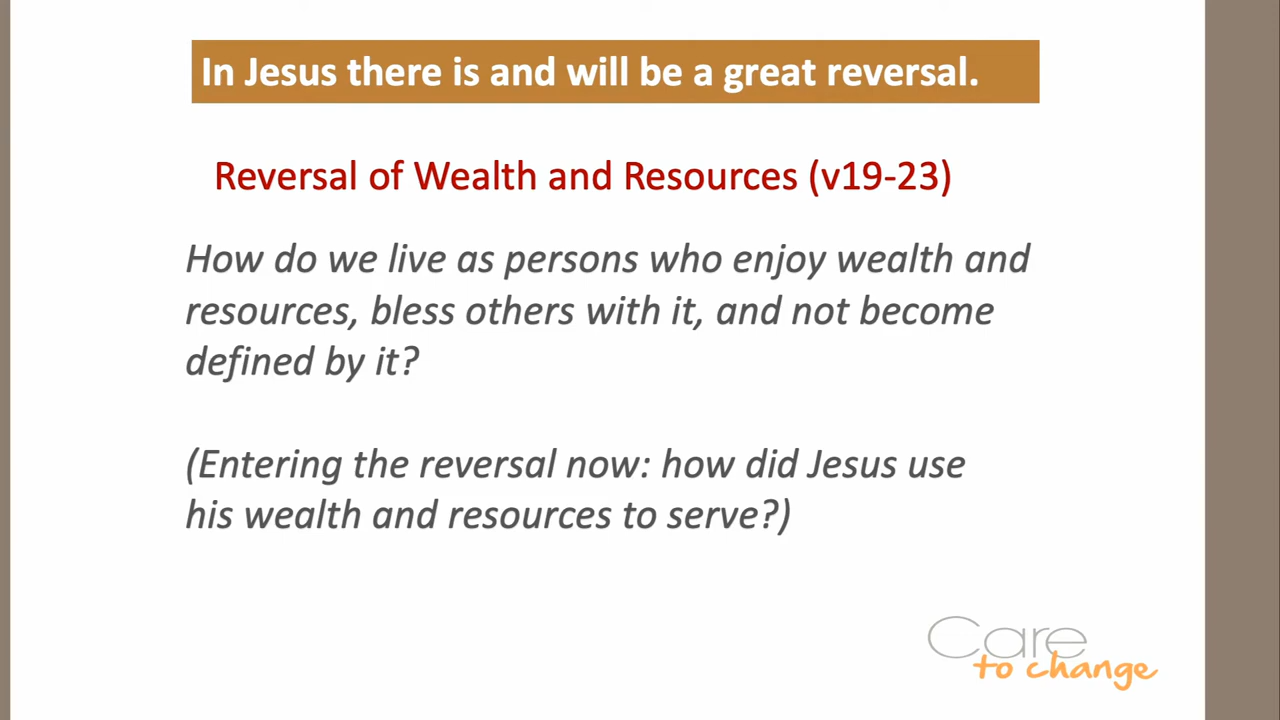 In Jesus there is and will be a great reversal.
Reversal of Wealth and Resources (v19-23)
How do we live as persons who enjoy wealth and
resources, bless others with it, and not become
defined by it?
(Entering the reversal now: how did Jesus use
his wealth and resources to serve?)
Care
to change